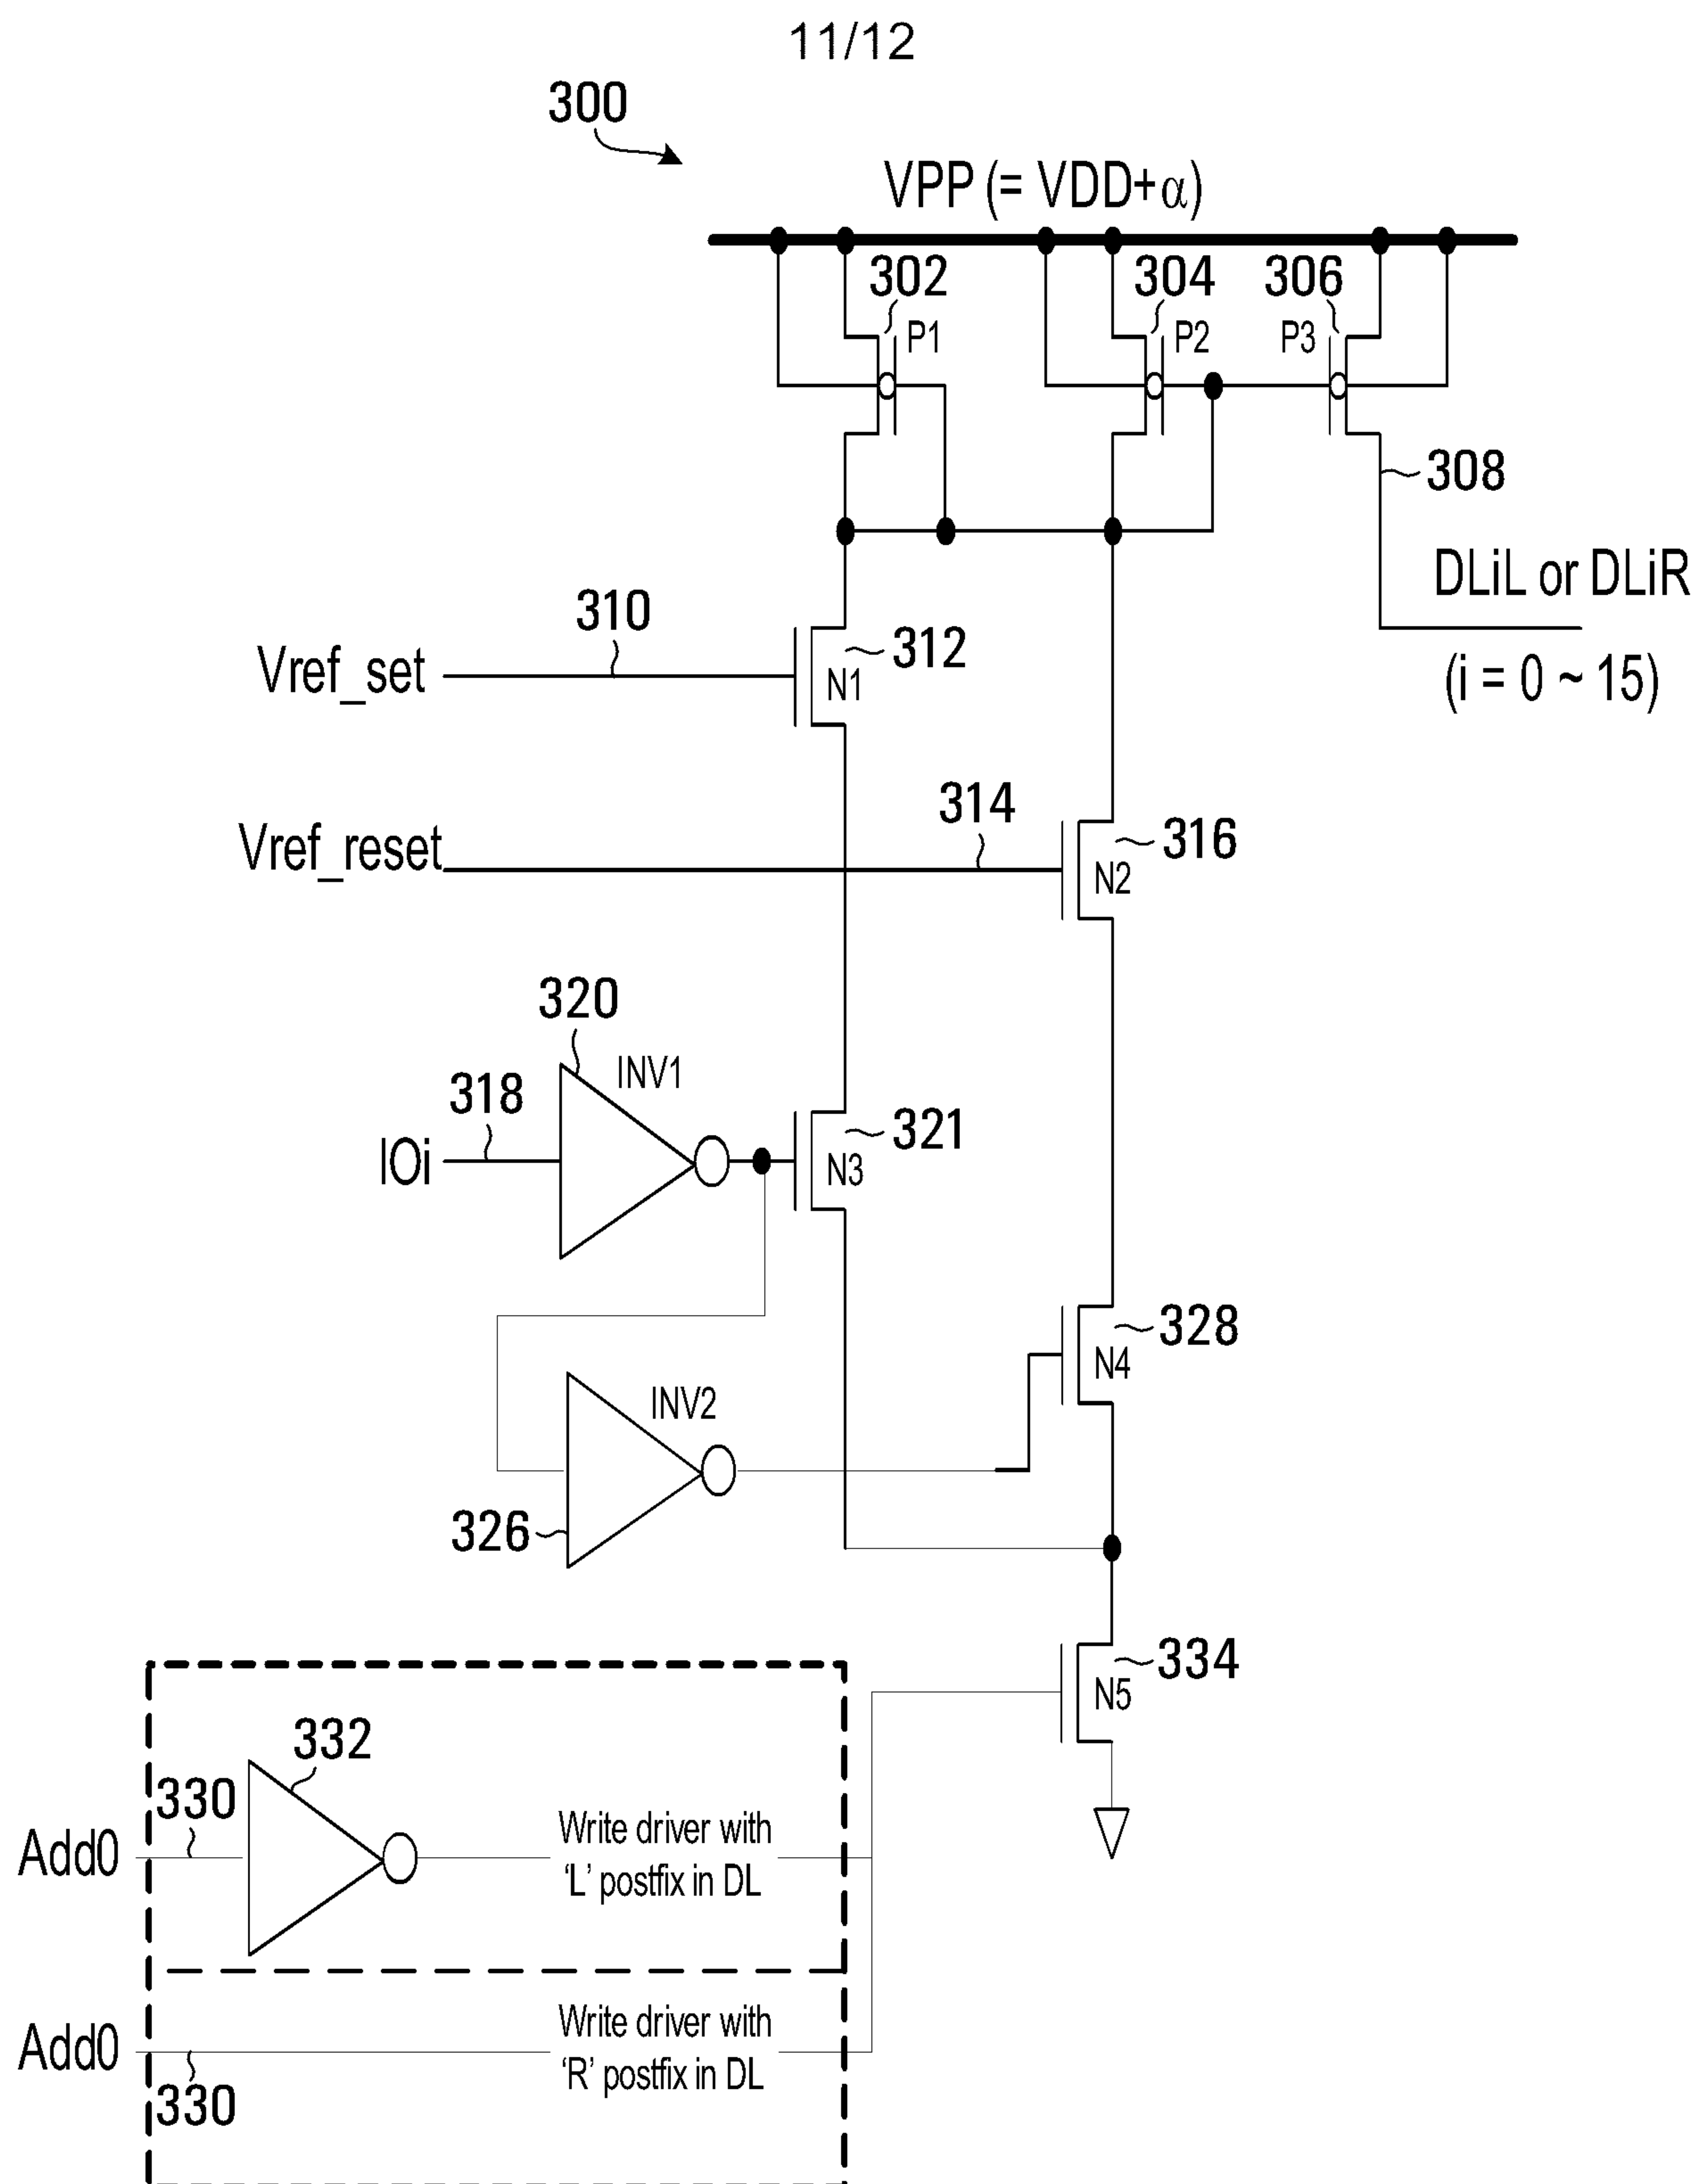 11/12
300
VPP (= VDD+α)
302
304
306
P1
P2
P3
308
DLiL or DLiR
(i = 0 ~ 15)
310
312
Vref_set
N1
314
316
Vref_reset
N2
320
INV1
318
321
IOi
N3
328
N4
INV2
326
334
N5
332
330
Add0
Write driver with
‘L’ postfix in DL
Add0
Write driver with
‘R’ postfix in DL
330